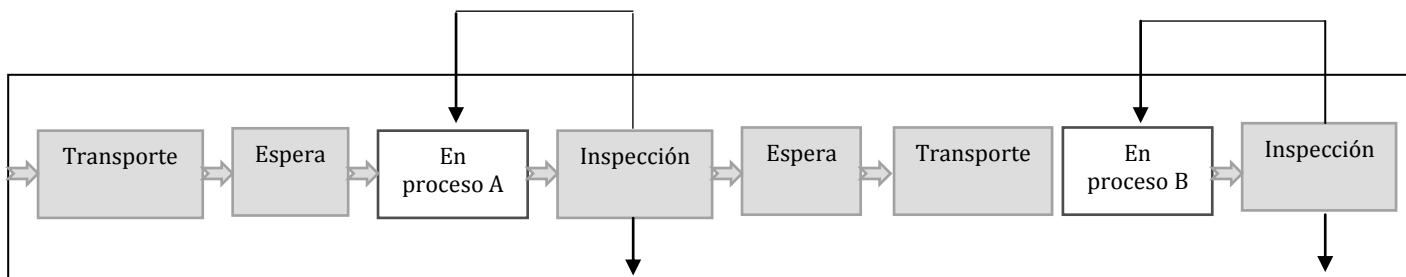 Transporte
Espera
En
proceso A
Inspección
Espera
Transporte
En
proceso B
Inspección